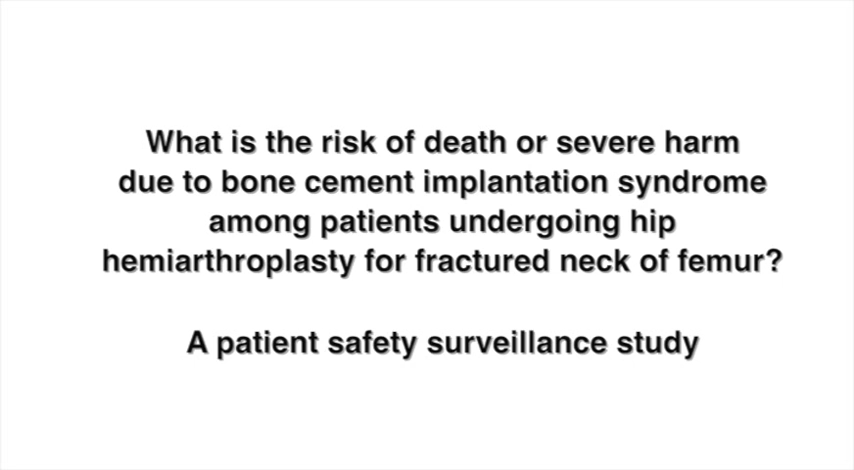 What is the risk of death or severe harm
due to bone cement implantation syndrome
among patients undergoing hip
hemiarthroplasty for fractured neck of femur?
A patient safety surveillance study